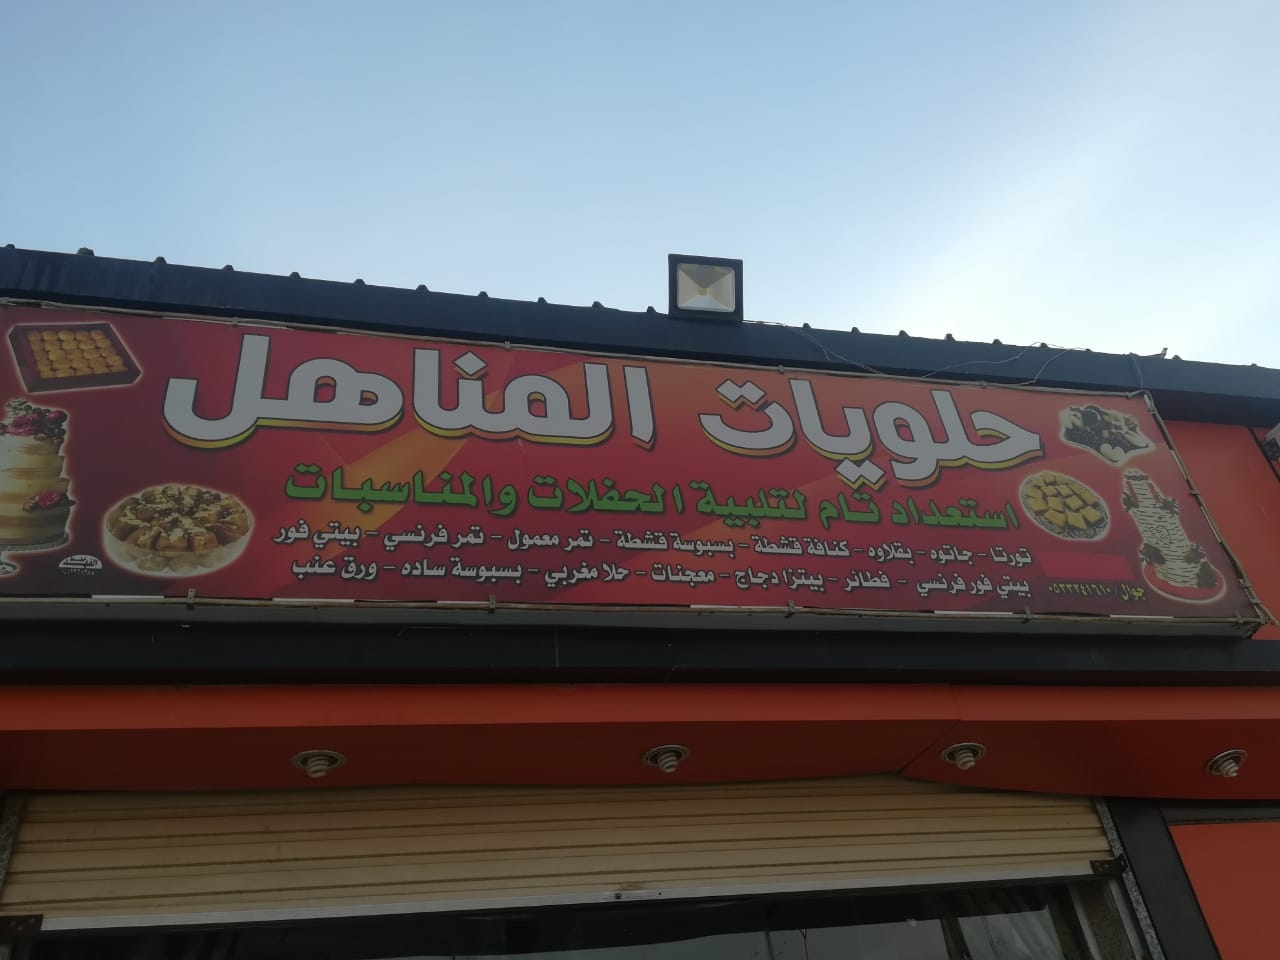 حلويات المناهل
استعداد تام لتلبية الحفلات والمناسبات
تورتا - جاتوه - بقلاوه - كنافة قشطة - بسبوسة قشطة - تمر معمول - تمر فرنسي - بيتي فور
بيتي فور فرنسي - فطائر - بيتزا دجاج - معجنات - حلا مغربي - بسبوسة ساده - ورق عنب
جوال/